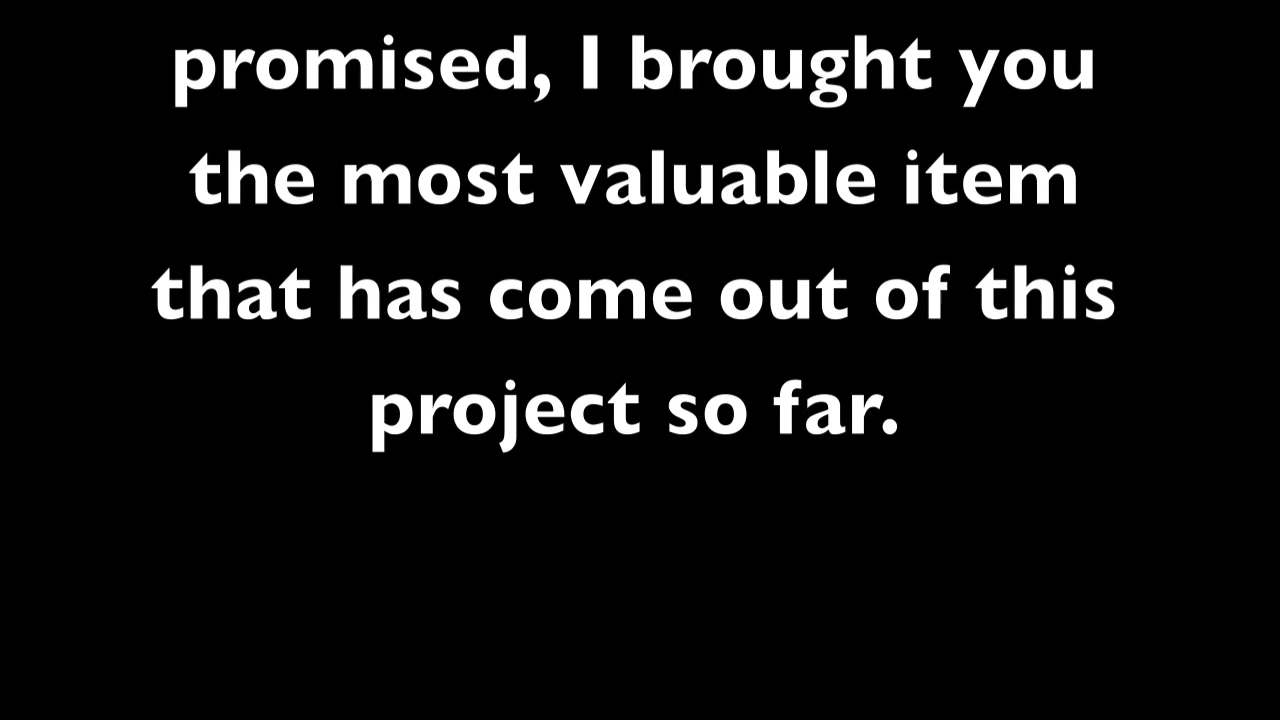 promised, I brought you
the most valuable item
that has come out of this
project so far.